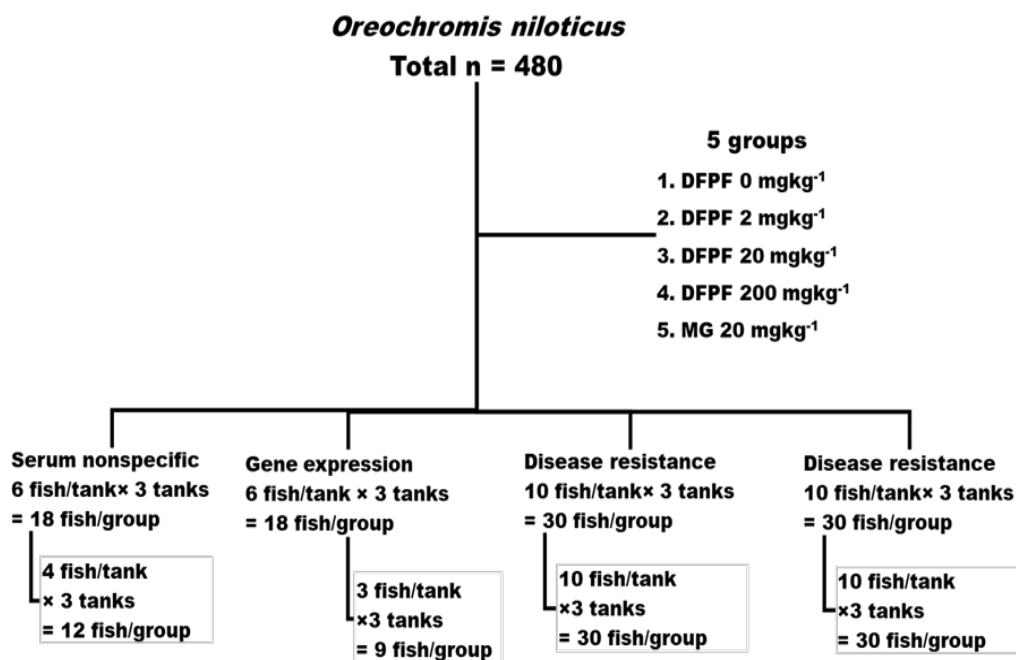 Oreochromis niloticus
Total n = 480
5 groups
1. DFPF 0 mgkg⁻¹
2. DFPF 2 mgkg⁻¹
3. DFPF 20 mgkg⁻¹
4. DFPF 200 mgkg⁻¹
5. MG 20 mgkg⁻¹
Serum nonspecific
6 fish/tank× 3 tanks
= 18 fish/group
4 fish/tank
× 3 tanks
= 12 fish/group
Gene expression
6 fish/tank × 3 tanks
= 18 fish/group
3 fish/tank
×3 tanks
= 9 fish/group
Disease resistance
10 fish/tank× 3 tanks
= 30 fish/group
10 fish/tank
×3 tanks
= 30 fish/group
Disease resistance
10 fish/tank× 3 tanks
= 30 fish/group
10 fish/tank
×3 tanks
= 30 fish/group